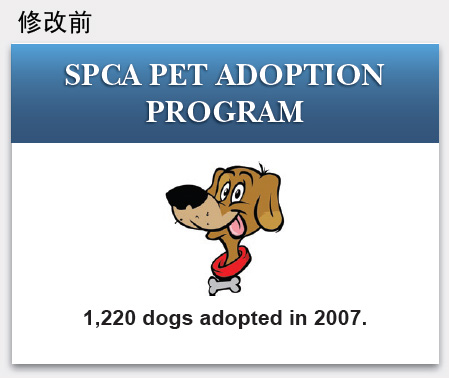 修改前
SPCA PET ADOPTION
PROGRAM
1,220 dogs adopted in 2007.